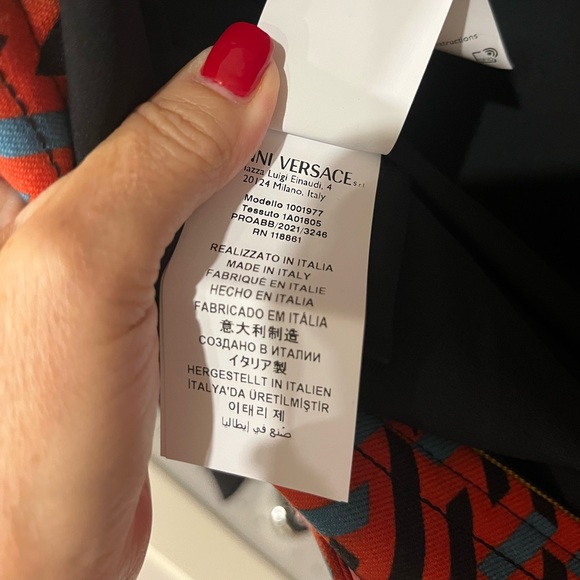 NNI VERSACE s.r.l
iazza Luigi Einaudi, 4
20124 Milano, Italy
Modello 1001977
Tessuto 1A01805
PROABB/2021/3246
RN 118861
REALIZZATO IN ITALIA
MADE IN ITALY
FABRIQUÉ EN ITALIE
HECHO EN ITALIA
FABRICADO EM ITÁLIA
意大利制造
СОЗДАНО В ИТАЛИИ
イタリア製
HERGESTELLT IN ITALIEN
İTALYA'DA ÜRETİLMİŞTİR
이태리 제
صنع في إيطاليا